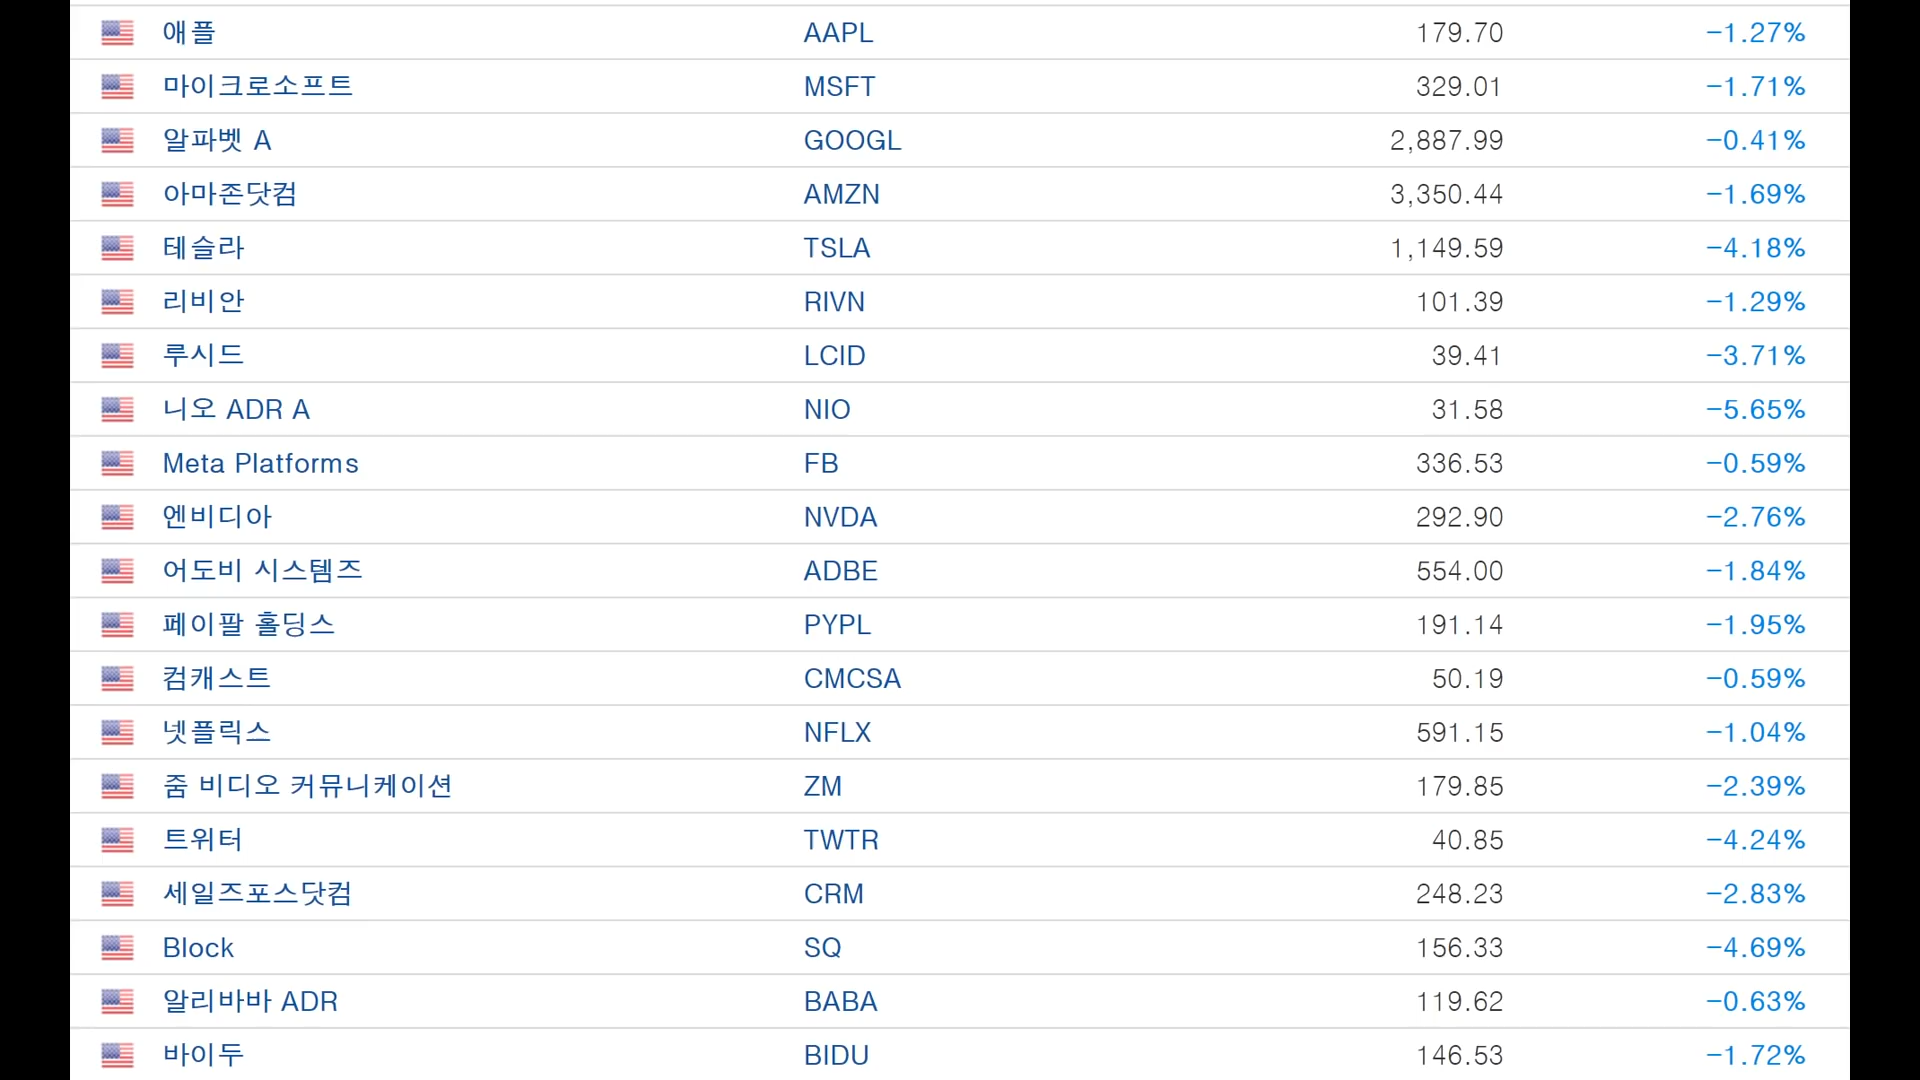 애플 AAPL 179.70 -1.27%
마이크로소프트 MSFT 329.01 -1.71%
알파벳 A GOOGL 2,887.99 -0.41%
아마존닷컴 AMZN 3,350.44 -1.69%
테슬라 TSLA 1,149.59 -4.18%
리비안 RIVN 101.39 -1.29%
루시드 LCID 39.41 -3.71%
니오 ADR A NIO 31.58 -5.65%
Meta Platforms FB 336.53 -0.59%
엔비디아 NVDA 292.90 -2.76%
어도비 시스템즈 ADBE 554.00 -1.84%
페이팔 홀딩스 PYPL 191.14 -1.95%
컴캐스트 CMCSA 50.19 -0.59%
넷플릭스 NFLX 591.15 -1.04%
줌 비디오 커뮤니케이션 ZM 179.85 -2.39%
트위터 TWTR 40.85 -4.24%
세일즈포스닷컴 CRM 248.23 -2.83%
Block SQ 156.33 -4.69%
알리바바 ADR BABA 119.62 -0.63%
바이두 BIDU 146.53 -1.72%